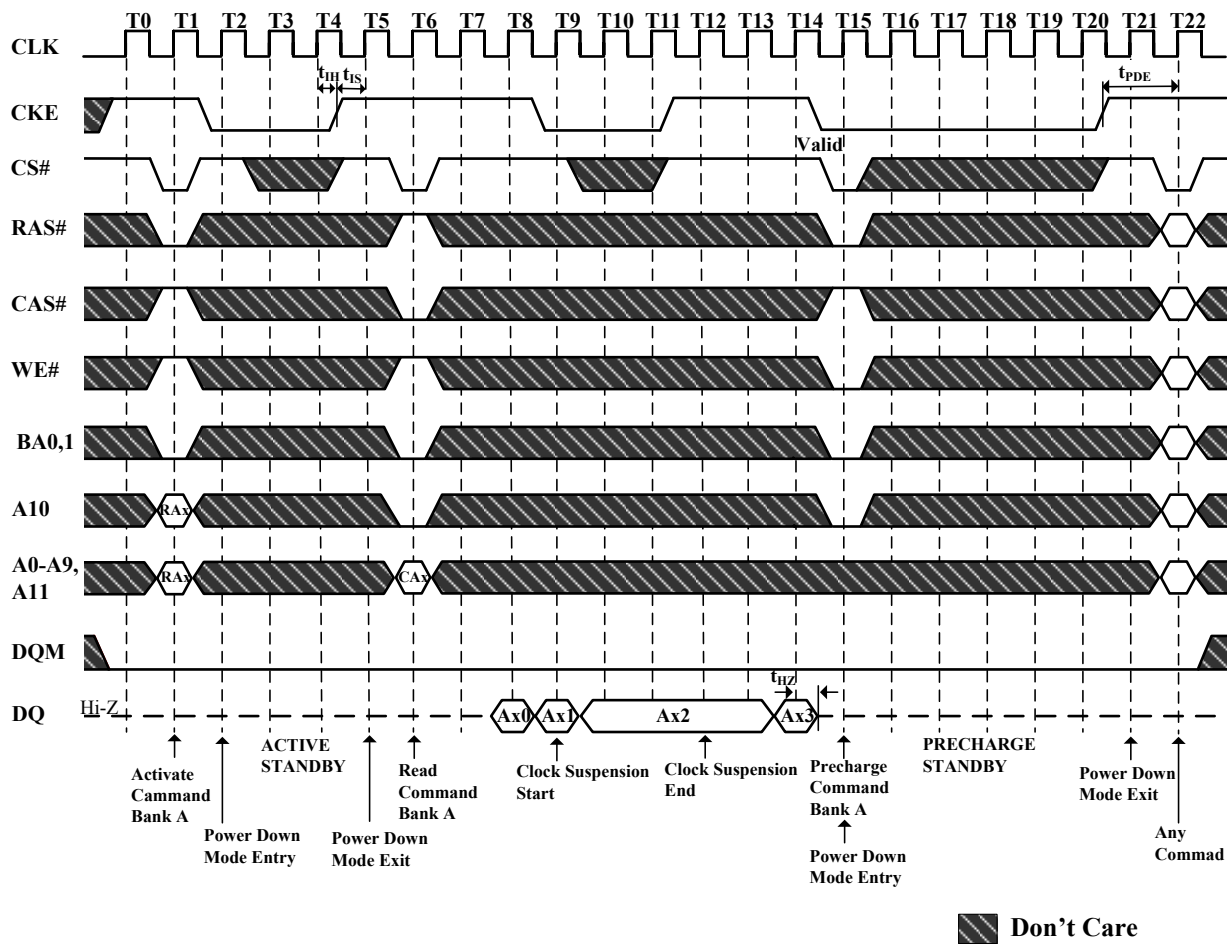 T0 T1 T2 T3 T4 T5 T6 T7 T8 T9 T10 T11 T12 T13 T14 T15 T16 T17 T18 T19 T20 T21 T22
CLK
tIH tIS tPDE
CKE
Valid
CS#
RAS#
CAS#
WE#
BA0,1
A10
RAx
A0-A9,
A11
RAx CAx
DQM
tHZ
DQ
Hi-Z
Ax0 Ax1 Ax2 Ax3
Activate
Cammand
Bank A
Power Down
Mode Entry
ACTIVE
STANDBY
Power Down
Mode Exit
Read
Command
Bank A
Clock Suspension
Start
Clock Suspension
End
Precharge
Command
Bank A
Power Down
Mode Entry
PRECHARGE
STANDBY
Power Down
Mode Exit
Any
Commad
Don't Care